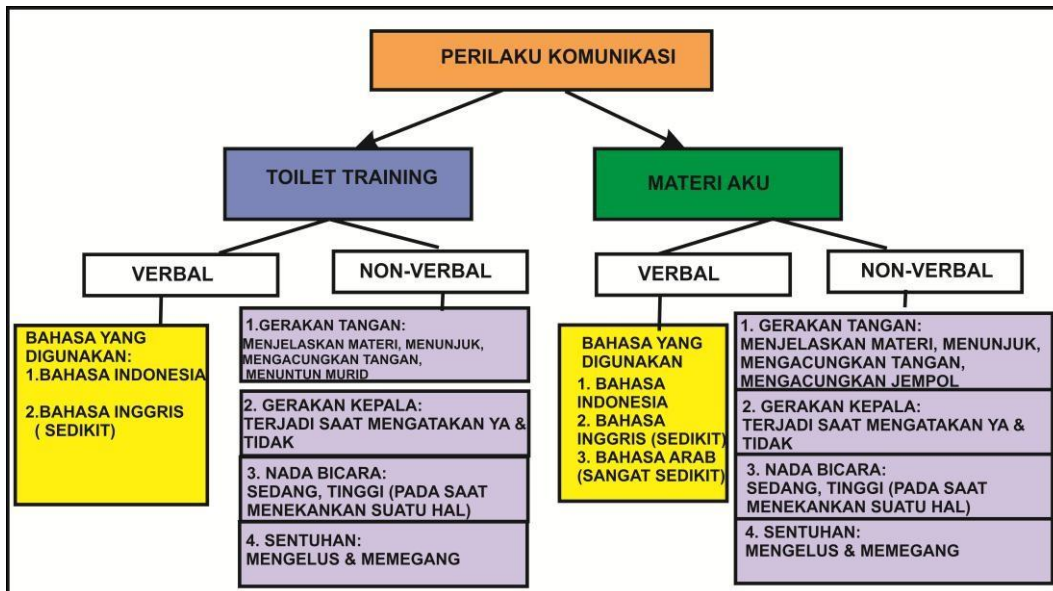 PERILAKU KOMUNIKASI
TOILET TRAINING
MATERI AKU
VERBAL
NON-VERBAL
VERBAL
NON-VERBAL
BAHASA YANG
DIGUNAKAN:
1.BAHASA INDONESIA
2.BAHASA INGGRIS
( SEDIKIT)
1.GERAKAN TANGAN:
MENJELASKAN MATERI, MENUNJUK,
MENGACUNGKAN TANGAN,
MENUNTUN MURID
2. GERAKAN KEPALA:
TERJADI SAAT MENGATAKAN YA &
TIDAK
3. NADA BICARA:
SEDANG, TINGGI (PADA SAAT
MENEKANKAN SUATU HAL)
4. SENTUHAN:
MENGELUS & MEMEGANG
BAHASA YANG
DIGUNAKAN
1. BAHASA
INDONESIA
2. BAHASA
INGGRIS (SEDIKIT)
3. BAHASA ARAB
(SANGAT SEDIKIT)
1. GERAKAN TANGAN:
MENJELASKAN MATERI, MENUNJUK,
MENGACUNGKAN TANGAN,
MENGACUNGKAN JEMPOL
2. GERAKAN KEPALA:
TERJADI SAAT MENGATAKAN YA &
TIDAK
3. NADA BICARA:
SEDANG, TINGGI (PADA SAAT
MENEKANKAN SUATU HAL)
4. SENTUHAN:
MENGELUS & MEMEGANG